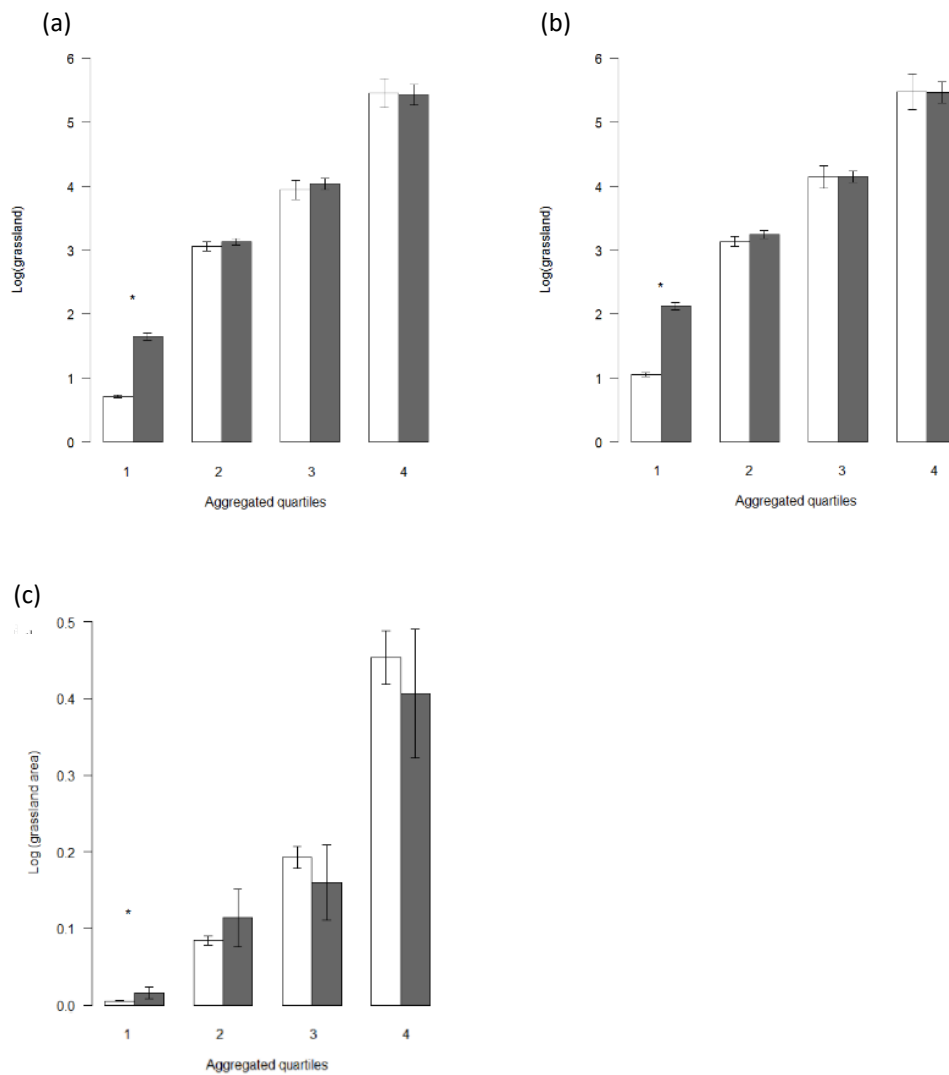 (a)
6
5
4
3
2
1
0
Log(grassland)
*
1 2 3 4
Aggregated quartiles
(b)
6
5
4
3
2
1
0
Log(grassland)
*
1 2 3 4
Aggregated quartiles
(c)
0.5
0.4
0.3
0.2
0.1
0.0
Log (grassland area)
*
1 2 3 4
Aggregated quartiles